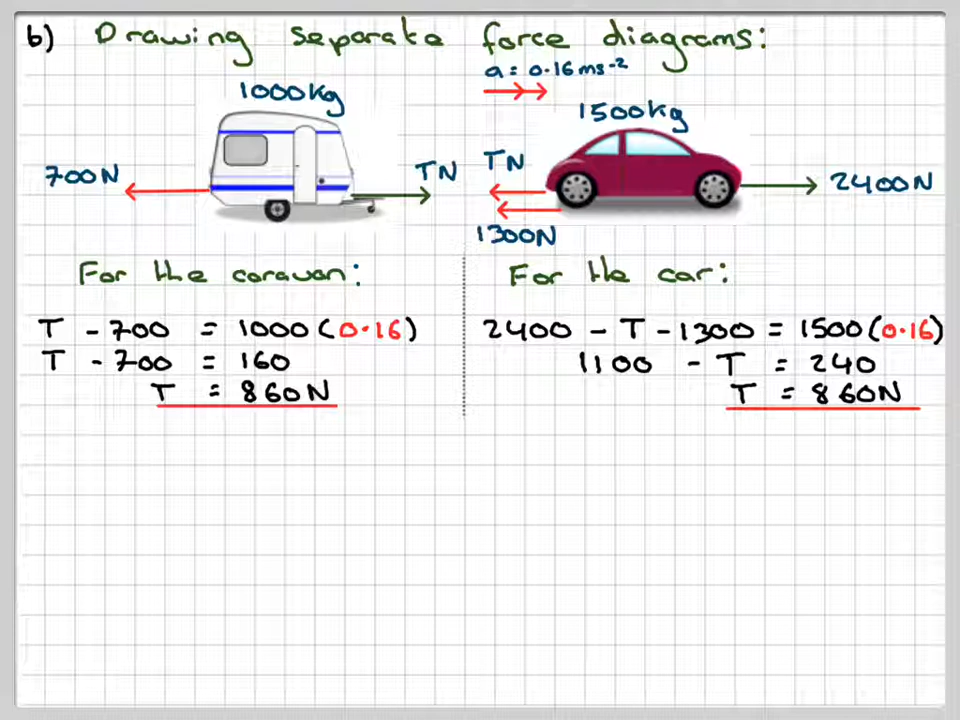 b) Drawing separate force diagrams:
a = 0.16 ms⁻²
1000kg
1500kg
700N
TN
TN
2400N
1300N
For the caravan:
T - 700 = 1000(0.16)
T - 700 = 160
T = 860N
For the car:
2400 - T - 1300 = 1500(0.16)
1100 - T = 240
T = 860N